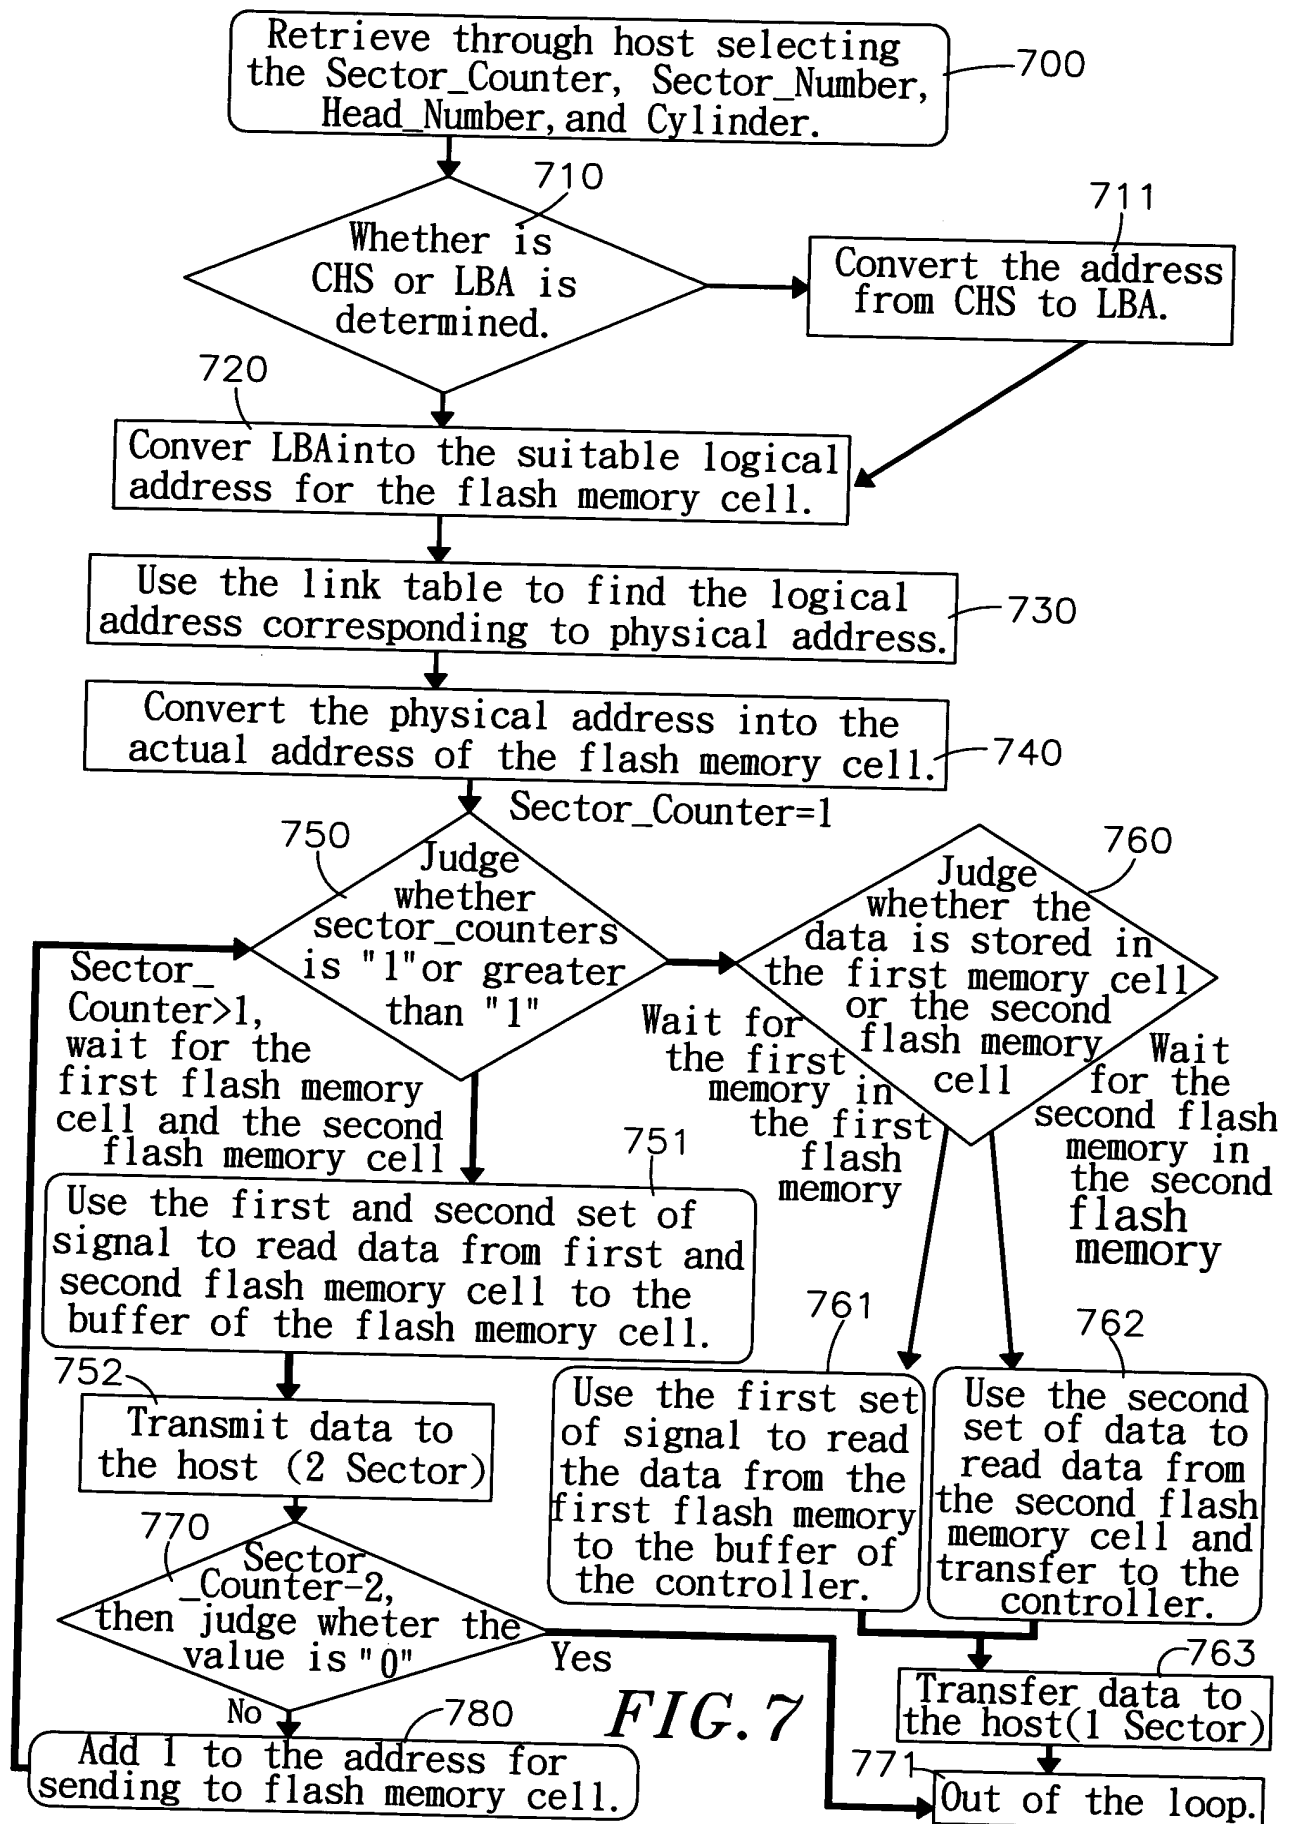 Retrieve through host selecting
the Sector_Counter, Sector_Number,
Head_Number,and Cylinder.
700
710
Whether is
CHS or LBA is
determined.
711
Convert the address
from CHS to LBA.
720
Conver LBAinto the suitable logical
address for the flash memory cell.
Use the link table to find the logical
address corresponding to physical address.
730
Convert the physical address into the
actual address of the flash memory cell.
740
Sector_Counter=1
750
Judge
whether
sector_counters
is "1"or greater
than "1"
760
Judge
whether the
data is stored in
the first memory cell
or the second
flash memory
cell
Sector_
Counter>1,
wait for the
first flash memory
cell and the second
flash memory cell
Wait for
the first
memory in
the first
flash
memory
Wait
for the
second flash
memory in
the second
flash
memory
751
Use the first and second set of
signal to read data from first and
second flash memory cell to the
buffer of the flash memory cell.
752
Transmit data to
the host (2 Sector)
761
Use the first set
of signal to read
the data from the
first flash memory
to the buffer of
the controller.
762
Use the second
set of data to
read data from
the second flash
memory cell and
transfer to the
controller.
770
Sector
_Counter-2,
then judge wheter the
value is "0"
Yes
No
763
Transfer data to
the host(1 Sector)
780
Add 1 to the address for
sending to flash memory cell.
771
Out of the loop.
FIG.7